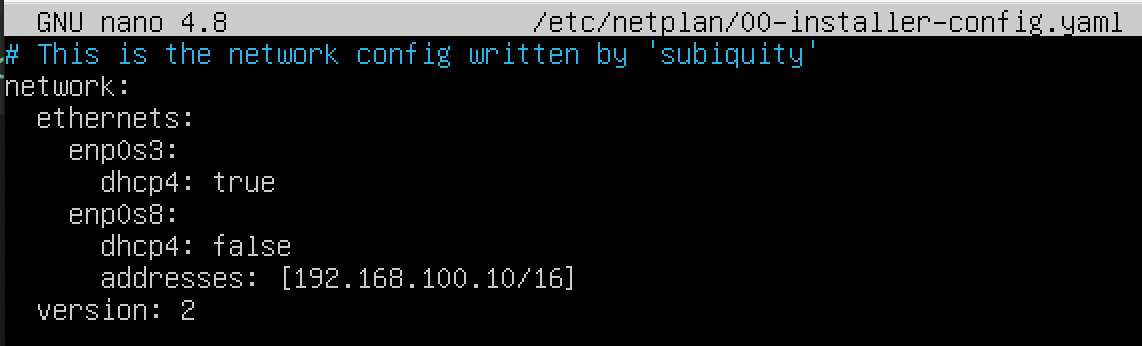 GNU nano 4.8 /etc/netplan/00-installer-config.yaml
# This is the network config written by 'subiquity'
network:
  ethernets:
    enp0s3:
      dhcp4: true
    enp0s8:
      dhcp4: false
      addresses: [192.168.100.10/16]
  version: 2